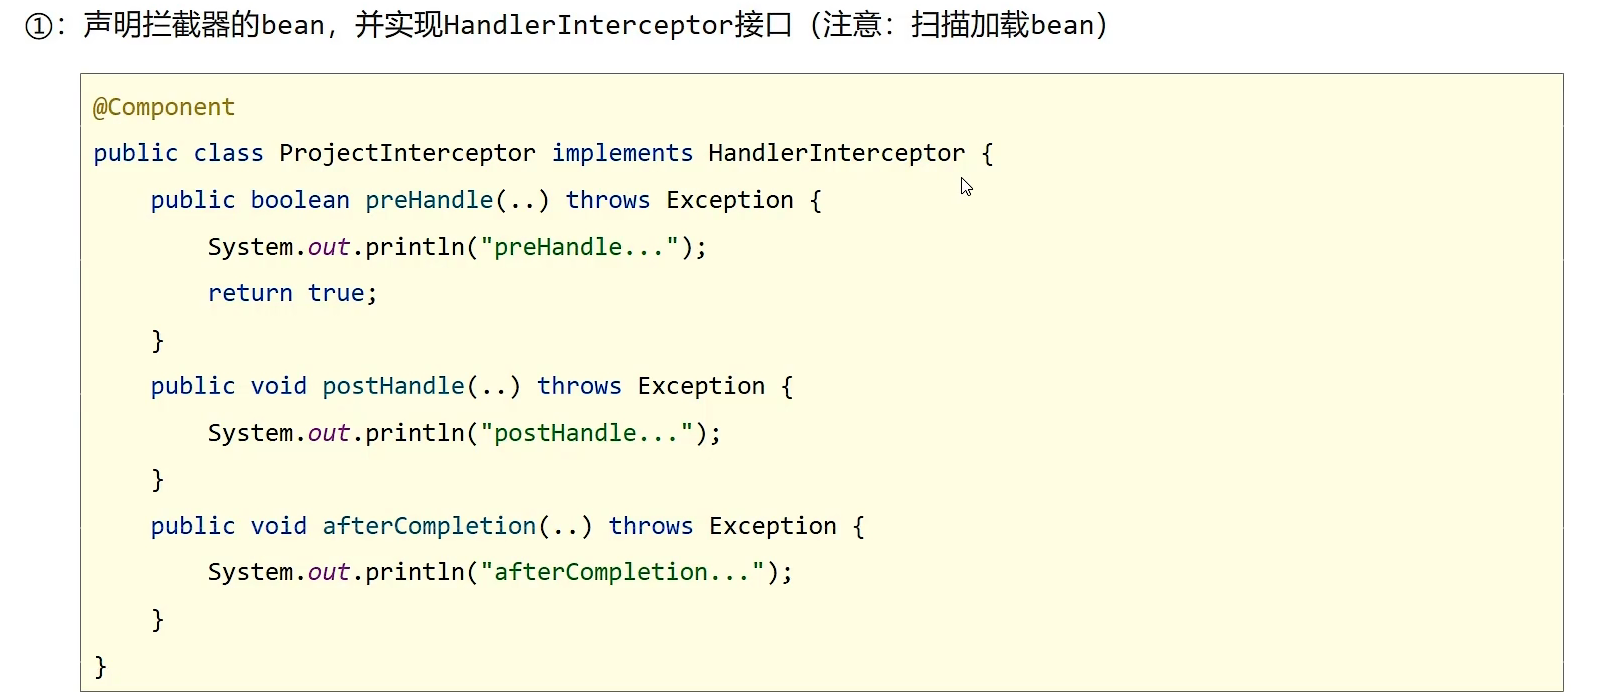 ①：声明拦截器的bean，并实现HandlerInterceptor接口（注意：扫描加载bean）
@Component
public class ProjectInterceptor implements HandlerInterceptor {
    public boolean preHandle(..) throws Exception {
        System.out.println("preHandle...");
        return true;
    }
    public void postHandle(..) throws Exception {
        System.out.println("postHandle...");
    }
    public void afterCompletion(..) throws Exception {
        System.out.println("afterCompletion...");
    }
}